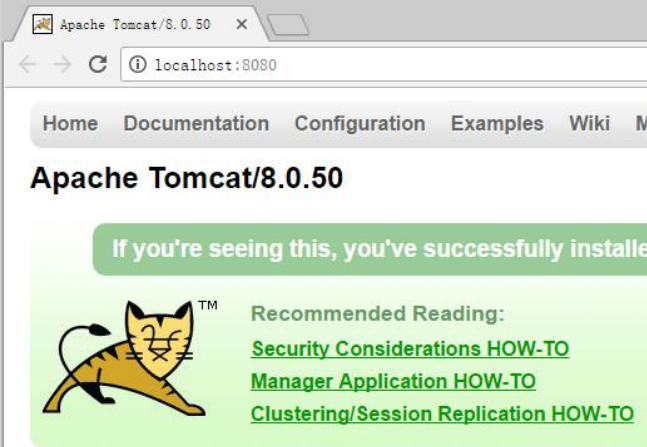 Apache Tomcat/8.0.50
localhost:8080
Home Documentation Configuration Examples Wiki
Apache Tomcat/8.0.50
If you're seeing this, you've successfully
TM
Recommended Reading:
Security Considerations HOW-TO
Manager Application HOW-TO
Clustering/Session Replication HOW-TO